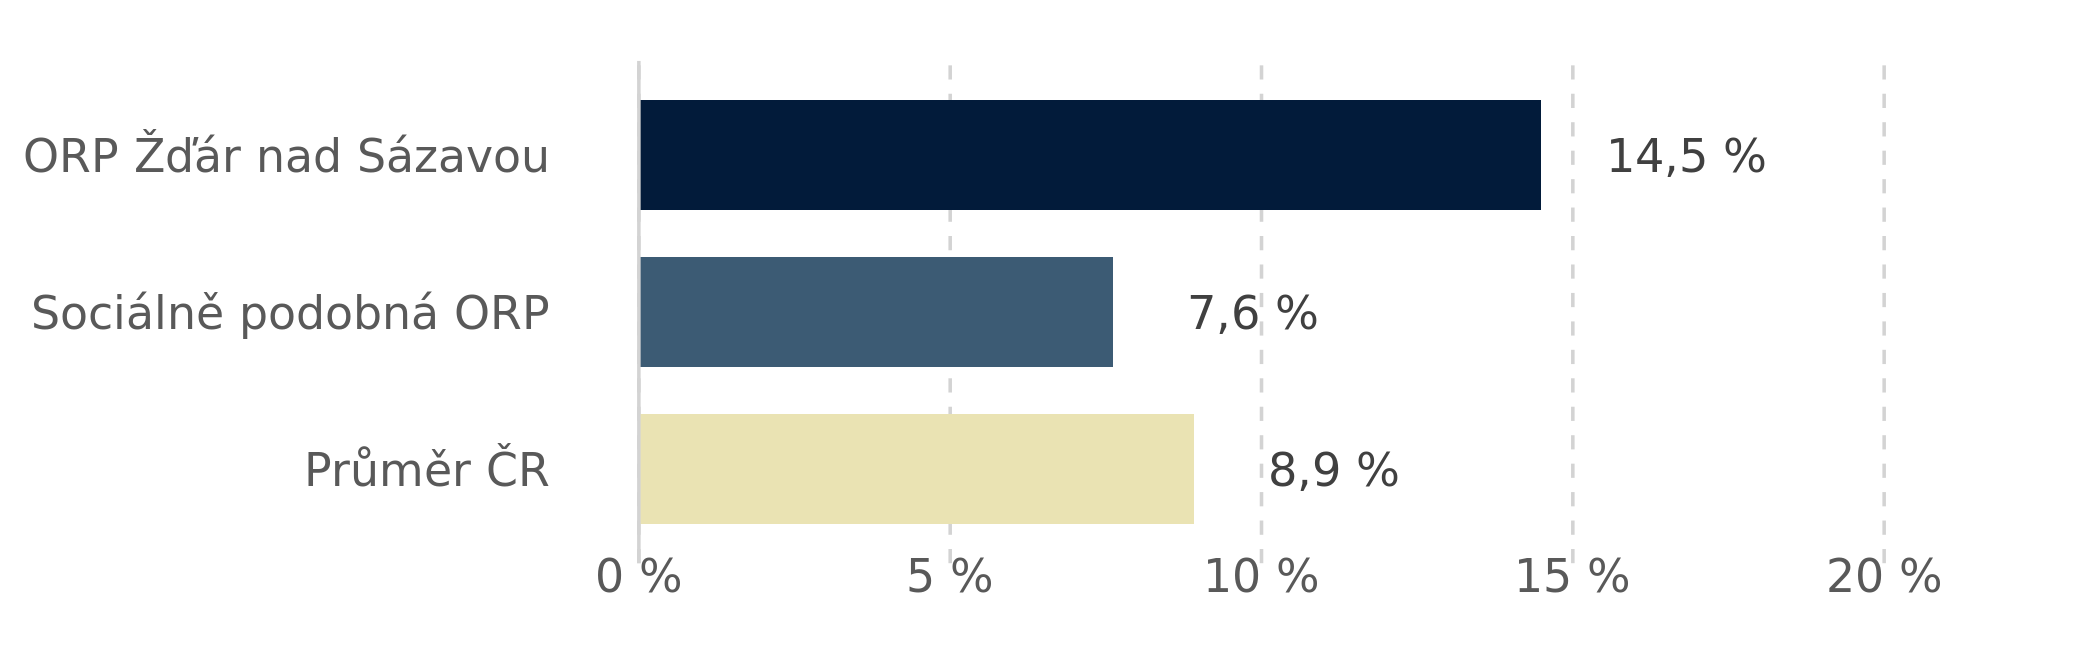 ORP Žďár nad Sázavou
14,5 %
Sociálně podobná ORP
7,6 %
Průměr ČR
8,9 %
0 % 5 % 10 % 15 % 20 %